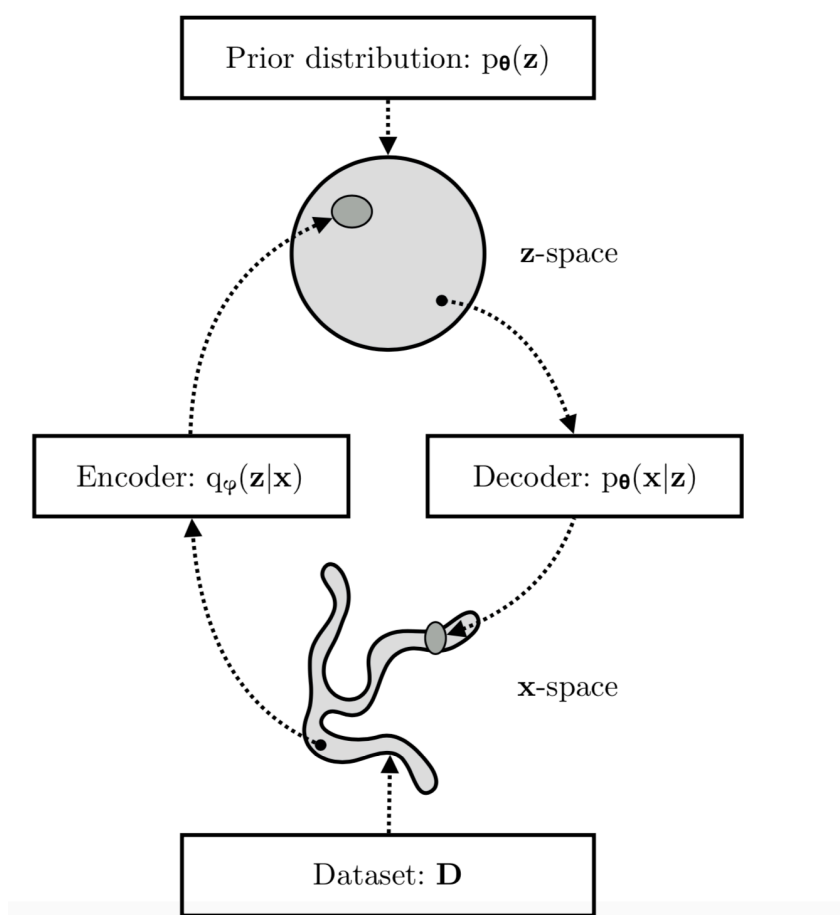 Prior distribution: p𝛉(𝐳)
𝐳-space
Encoder: qφ(𝐳|𝐱)
Decoder: p𝛉(𝐱|𝐳)
𝐱-space
Dataset: 𝐃